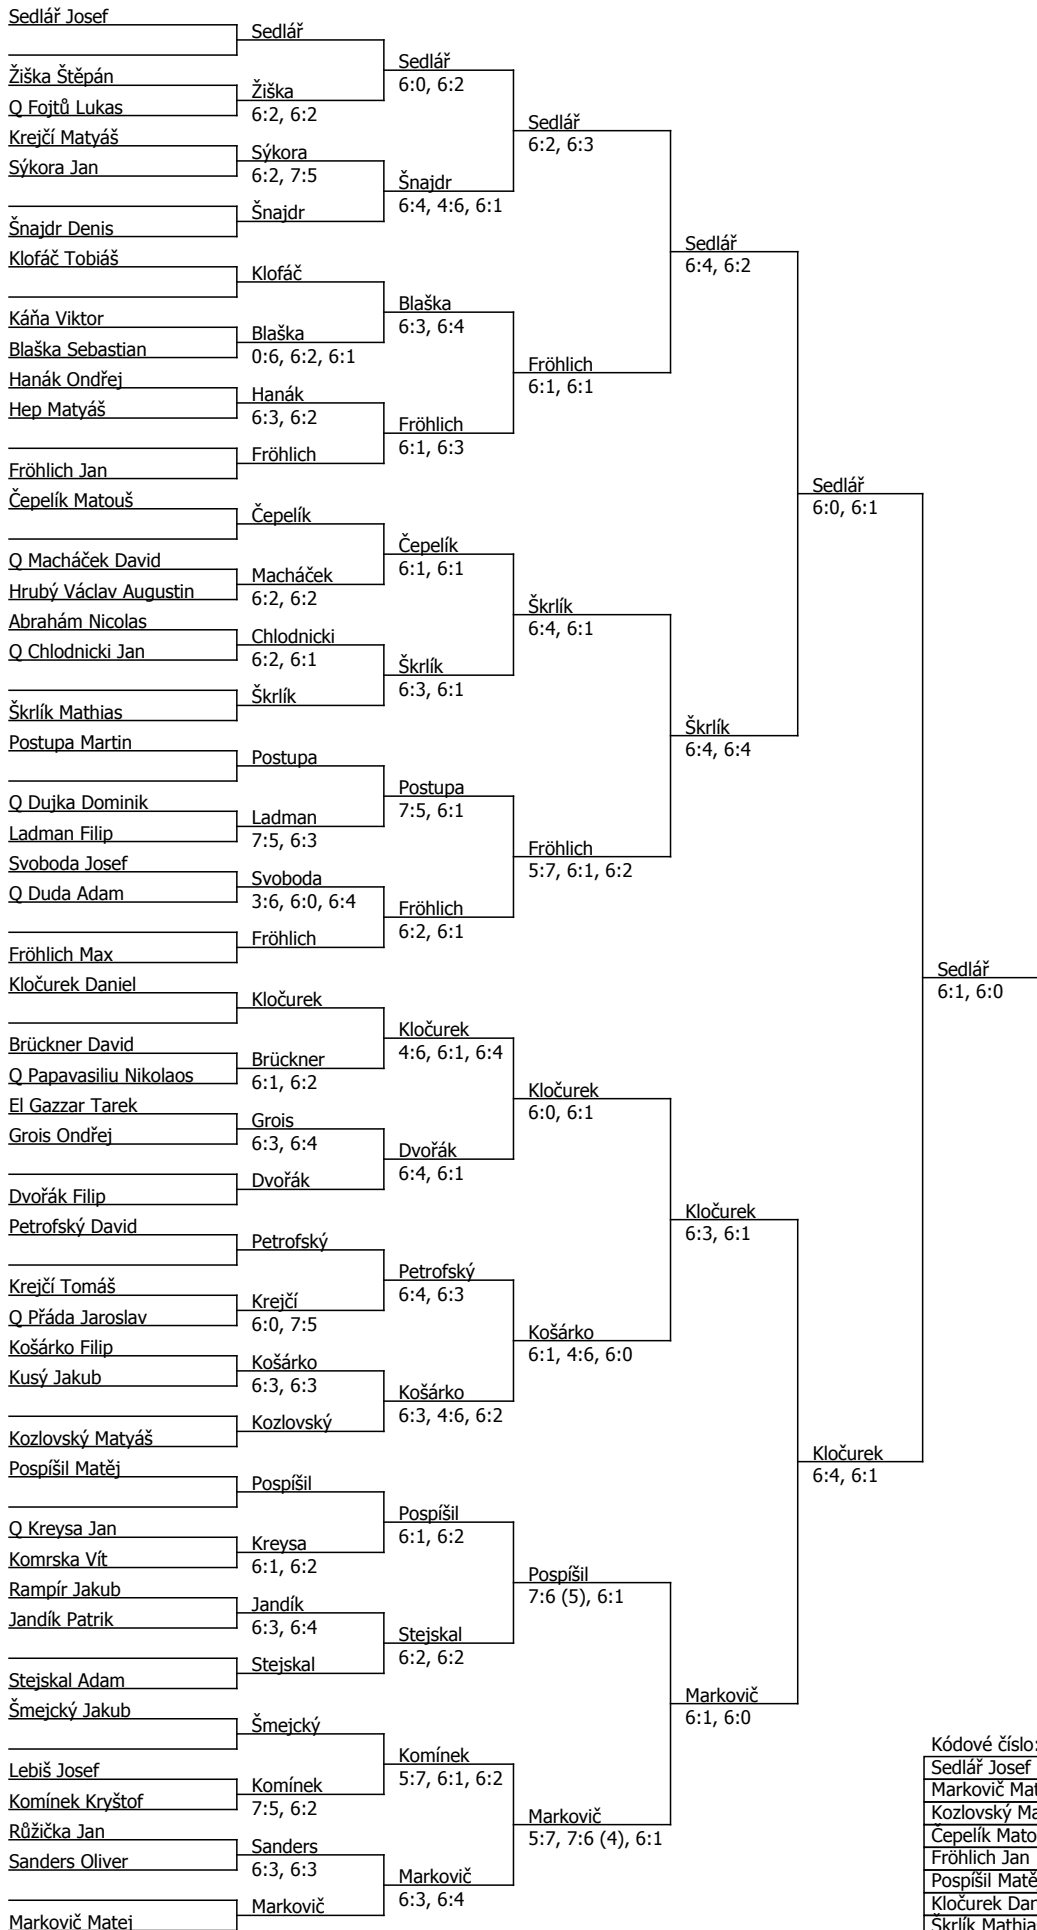 Sedlář Josef
Žiška Štěpán
Q Fojtů Lukas
Krejčí Matyáš
Sýkora Jan
Šnajdr Denis
Klofáč Tobiáš
Káňa Viktor
Blaška Sebastian
Hanák Ondřej
Hep Matyáš
Fröhlich Jan
Čepelík Matouš
Q Macháček David
Hrubý Václav Augustin
Abrahám Nicolas
Q Chlodnicki Jan
Škrlík Mathias
Postupa Martin
Q Dujka Dominik
Ladman Filip
Svoboda Josef
Q Duda Adam
Fröhlich Max
Kločurek Daniel
Brückner David
Q Papavasiliu Nikolaos
El Gazzar Tarek
Grois Ondřej
Dvořák Filip
Petrofský David
Krejčí Tomáš
Q Přáda Jaroslav
Košárko Filip
Kusý Jakub
Kozlovský Matyáš
Pospíšil Matěj
Q Kreysa Jan
Komrska Vít
Rampír Jakub
Jandík Patrik
Stejskal Adam
Šmejcký Jakub
Lebiš Josef
Komínek Kryštof
Růžička Jan
Sanders Oliver
Markovič Matej
Sedlář
Žiška
6:2, 6:2
Sýkora
6:2, 7:5
Šnajdr
Klofáč
Blaška
0:6, 6:2, 6:1
Hanák
6:3, 6:2
Fröhlich
Čepelík
Macháček
6:2, 6:2
Chlodnicki
6:2, 6:1
Škrlík
Postupa
Ladman
7:5, 6:3
Svoboda
3:6, 6:0, 6:4
Fröhlich
Kločurek
Brückner
6:1, 6:2
Grois
6:3, 6:4
Dvořák
Petrofský
Krejčí
6:0, 7:5
Košárko
6:3, 6:3
Kozlovský
Pospíšil
Kreysa
6:1, 6:2
Jandík
6:3, 6:4
Stejskal
Šmejcký
Komínek
7:5, 6:2
Sanders
6:3, 6:3
Markovič
Sedlář
6:0, 6:2
Šnajdr
6:4, 4:6, 6:1
Blaška
6:3, 6:4
Fröhlich
6:1, 6:3
Čepelík
6:1, 6:1
Škrlík
6:3, 6:1
Postupa
7:5, 6:1
Fröhlich
6:2, 6:1
Kločurek
4:6, 6:1, 6:4
Dvořák
6:4, 6:1
Petrofský
6:4, 6:3
Košárko
6:3, 4:6, 6:2
Pospíšil
6:1, 6:2
Stejskal
6:2, 6:2
Komínek
5:7, 6:1, 6:2
Markovič
6:3, 6:4
Sedlář
6:2, 6:3
Fröhlich
6:1, 6:1
Škrlík
6:4, 6:1
Fröhlich
5:7, 6:1, 6:2
Kločurek
6:0, 6:1
Košárko
6:1, 4:6, 6:0
Pospíšil
7:6 (5), 6:1
Markovič
5:7, 7:6 (4), 6:1
Sedlář
6:4, 6:2
Škrlík
6:4, 6:4
Kločurek
6:3, 6:1
Markovič
6:1, 6:0
Sedlář
6:0, 6:1
Kločurek
6:4, 6:1
Sedlář
6:1, 6:0
Kódové číslo:
Sedlář Josef
Markovič Mat
Kozlovský Ma
Čepelík Mato
Fröhlich Jan
Pospíšil Matě
Kločurek Dan
Škrlík Mathia